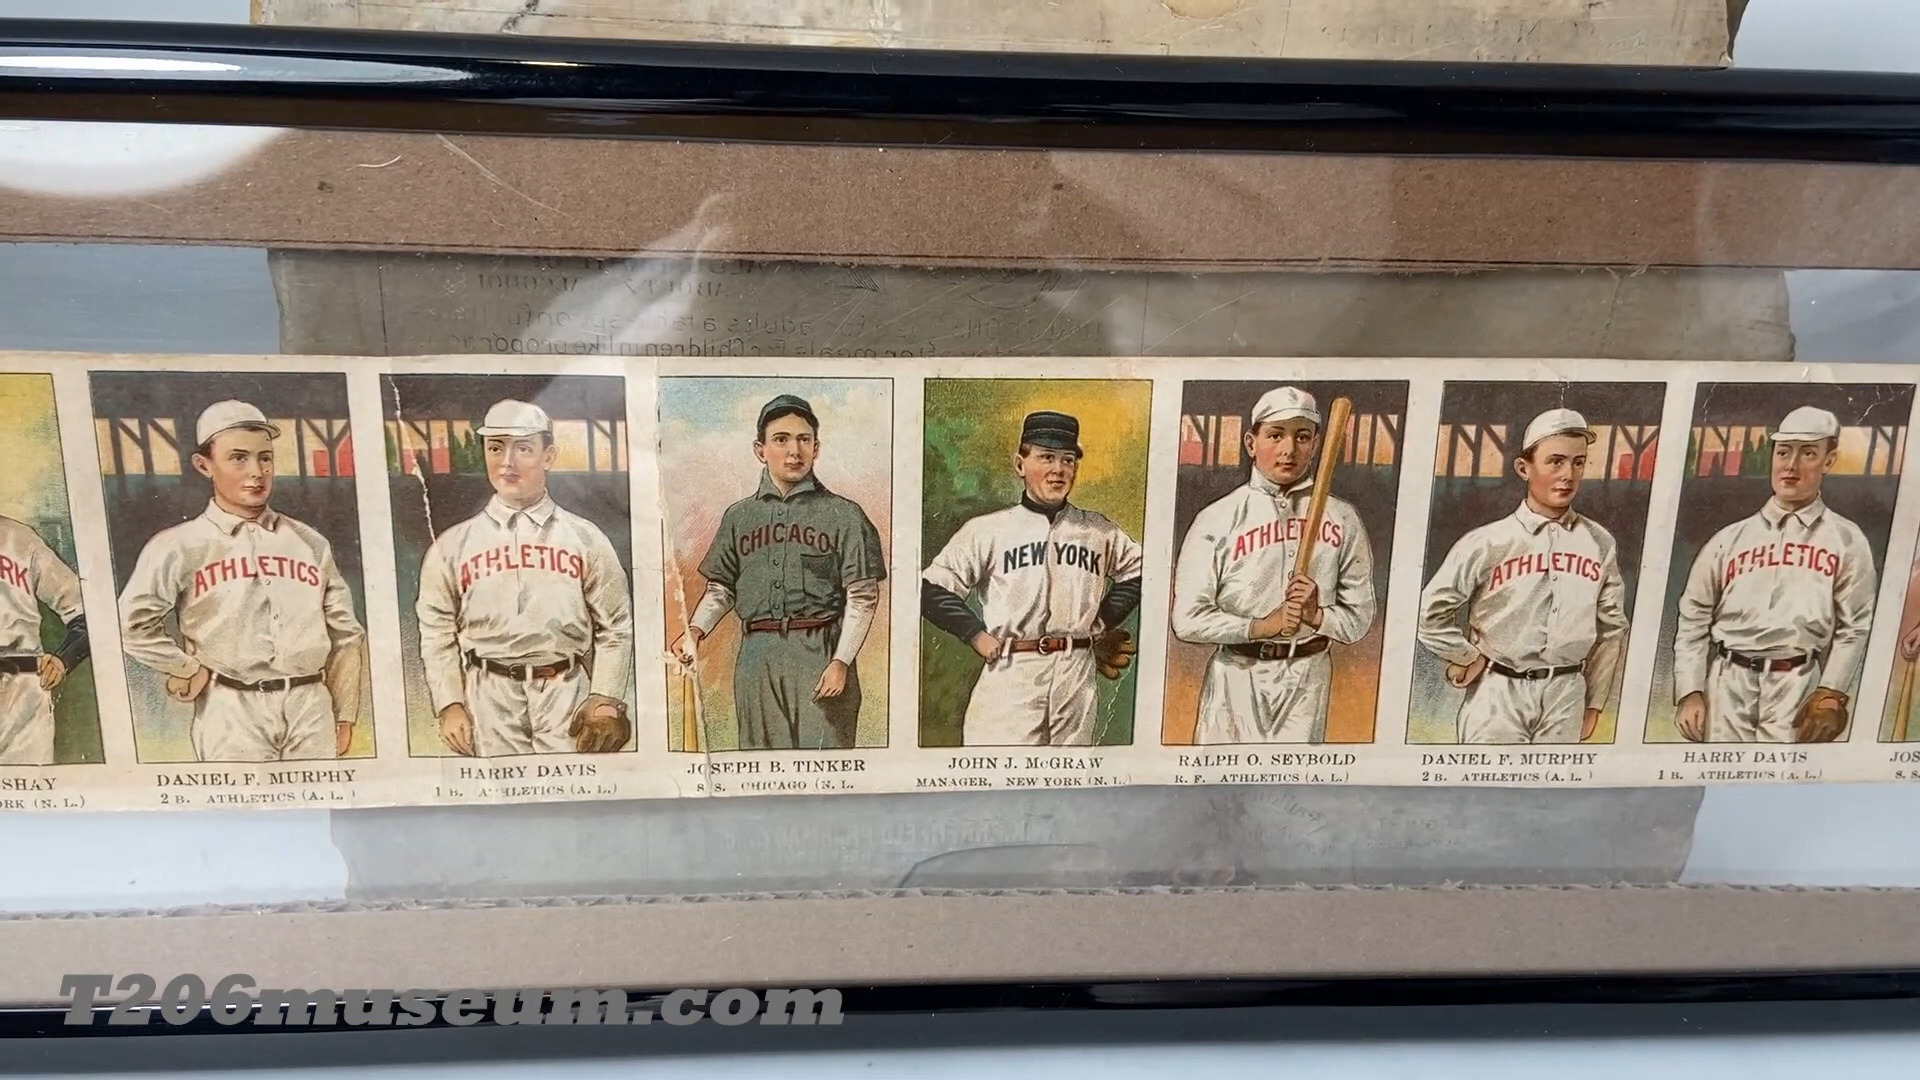 RK
ATHLETICS
ATHLETICS
CHICAGO
NEW YORK
ATHLETICS
ATHLETICS
ATHLETICS
SHAY
ORK (N. L.)
DANIEL F. MURPHY
2 B. ATHLETICS (A. L.)
HARRY DAVIS
1 B. ATHLETICS (A. L.)
JOSEPH B. TINKER
S S. CHICAGO (N. L.
JOHN J. McGRAW
MANAGER, NEW YORK (N. L.)
RALPH O. SEYBOLD
R. F. ATHLETICS (A. L.)
DANIEL F. MURPHY
2 B. ATHLETICS (A. L.)
HARRY DAVIS
1 B. ATHLETICS (A. L.)
JOS
S. S.
T206museum.com